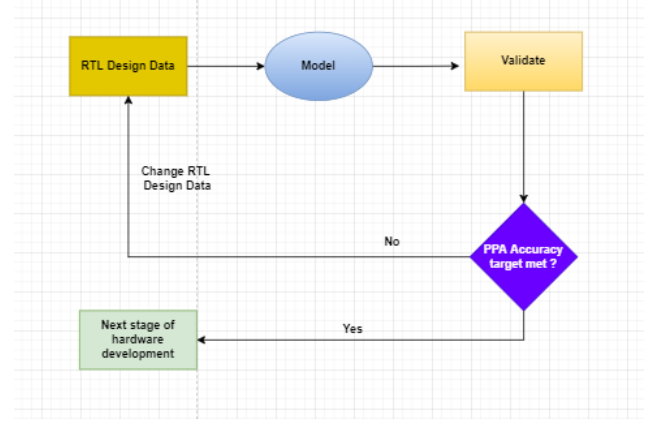 RTL Design Data
Model
Validate
Change RTL
Design Data
No
PPA Accuracy
target met ?
Next stage of
hardware
development
Yes